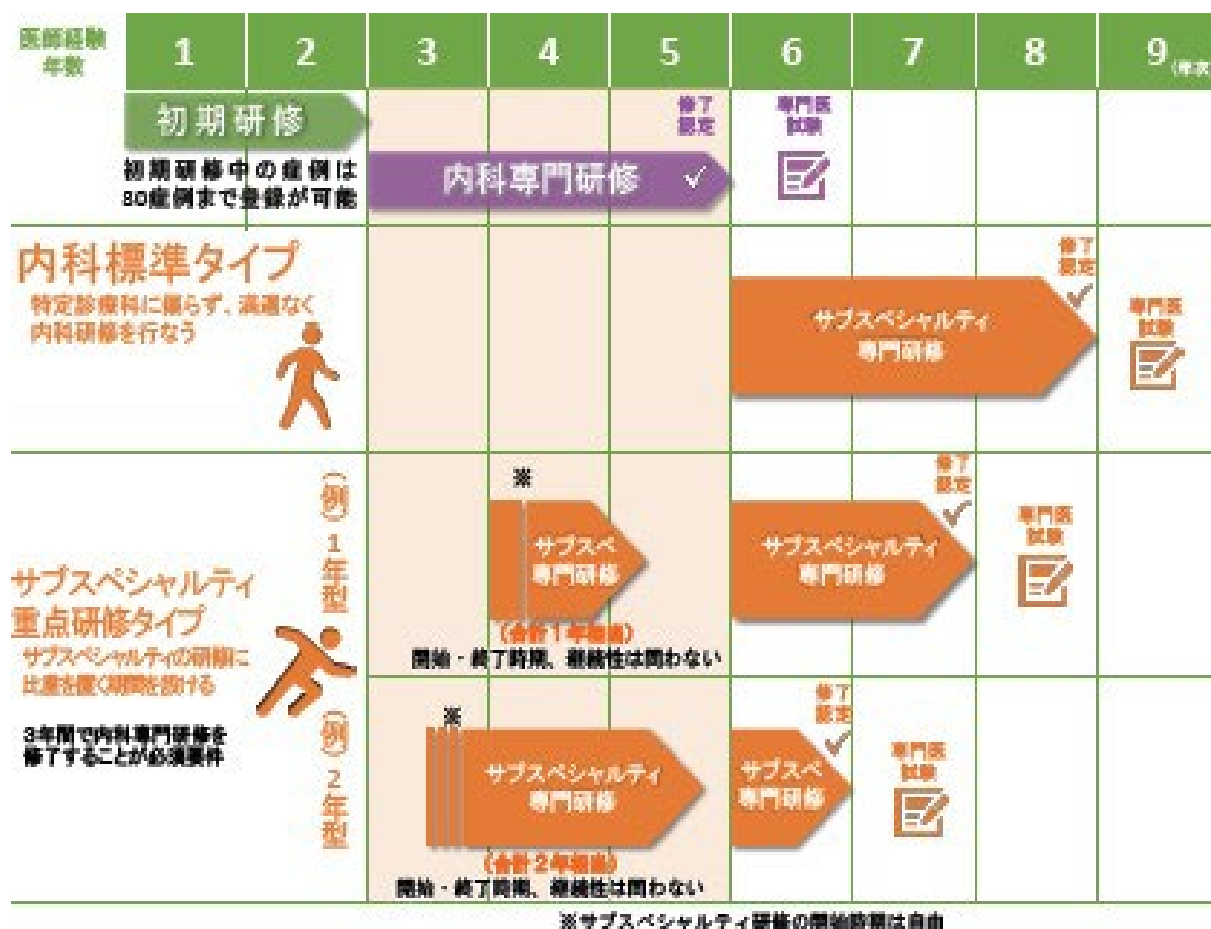 医師経験
年数
1
2
3
4
5
6
7
8
9(年次
初期研修
初期研修中の症例は
80症例まで登録が可能
内科専門研修
修了
認定
専門医
試験
内科標準タイプ
特定診療科に偏らず、満遍なく
内科研修を行なう
サブスペシャルティ
専門研修
修了
認定
専門医
試験
サブスペシャルティ
重点研修タイプ
サブスペシャルティの研修に
比重を置く期間を設ける
3年間で内科専門研修を
修了することが必須要件
(例)1年型
※
サブスペ
専門研修
(合計1年相当)
開始・終了時期、継続性は問わない
サブスペシャルティ
専門研修
修了
認定
専門医
試験
(例)2年型
※
サブスペシャルティ
専門研修
(合計2年相当)
開始・終了時期、継続性は問わない
サブスペ
専門研修
修了
認定
専門医
試験
※サブスペシャルティ研修の開始時期は自由